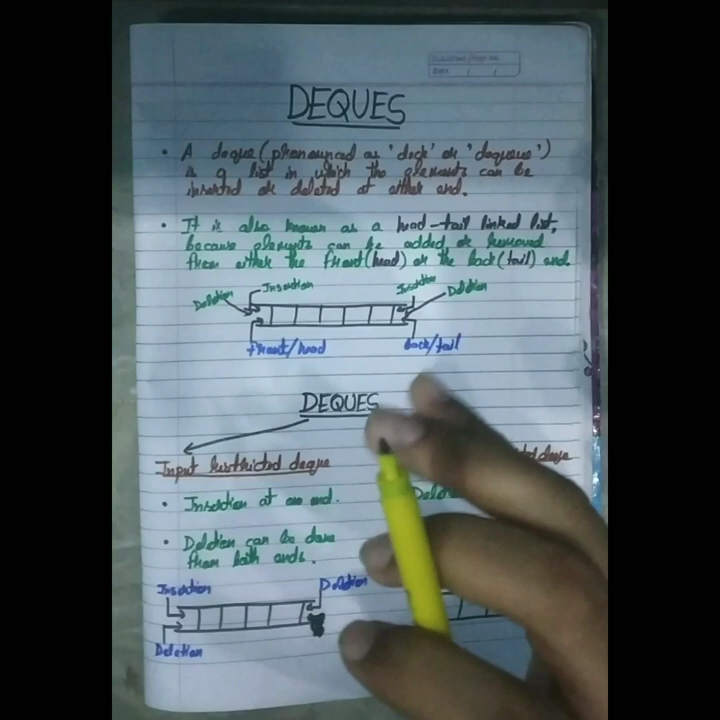 DEQUES
• A deque (pronounced as 'deck' or 'dequeue')
is a list in which the elements can be
inserted or deleted at either end.
• It is also known as a head-tail linked list,
because elements can be added or removed
from either the front (head) or the back (tail) end.
Deletion Insertion Insertion Deletion
front/head back/tail
DEQUES
Input restricted deque
• Insertion at one end.
• Deletion can be done
from both ends.
Insertion Deletion
Deletion